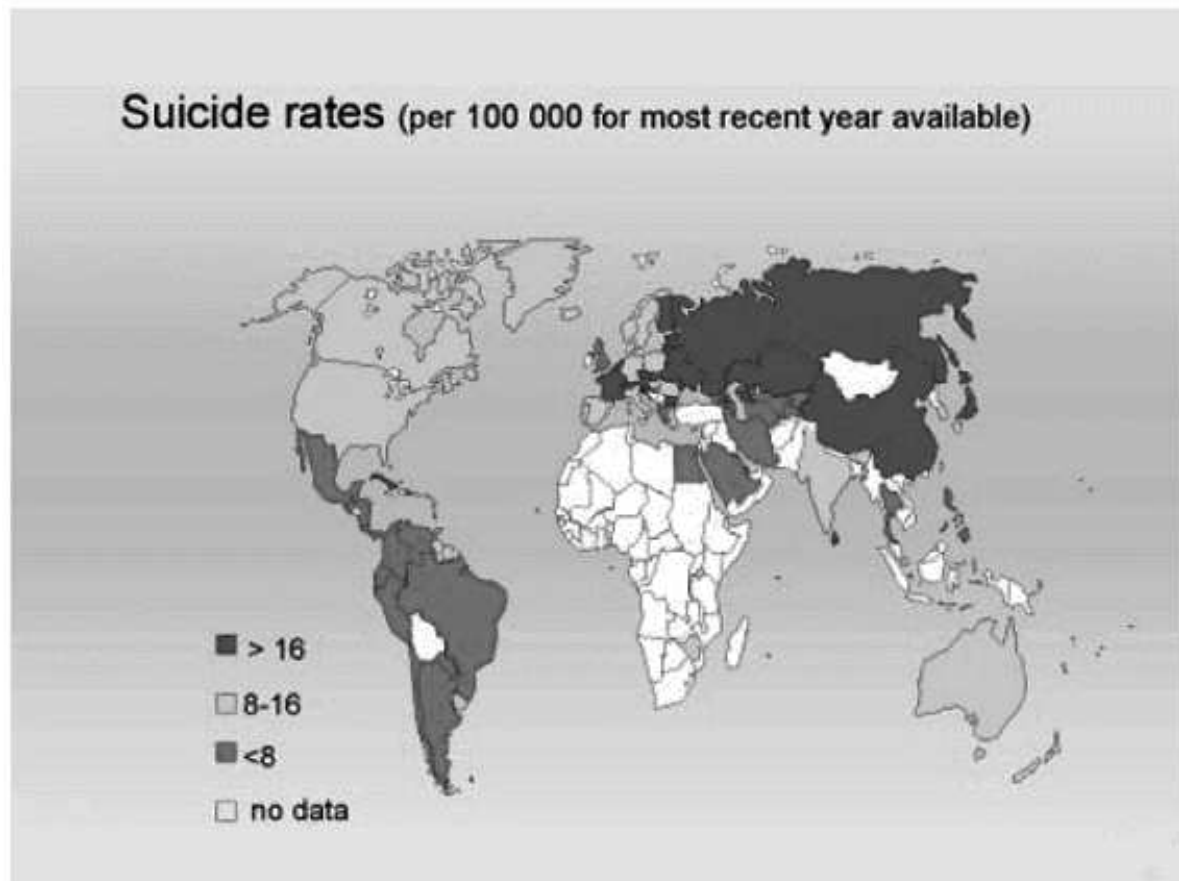 Suicide rates (per 100 000 for most recent year available)
> 16
8-16
<8
no data